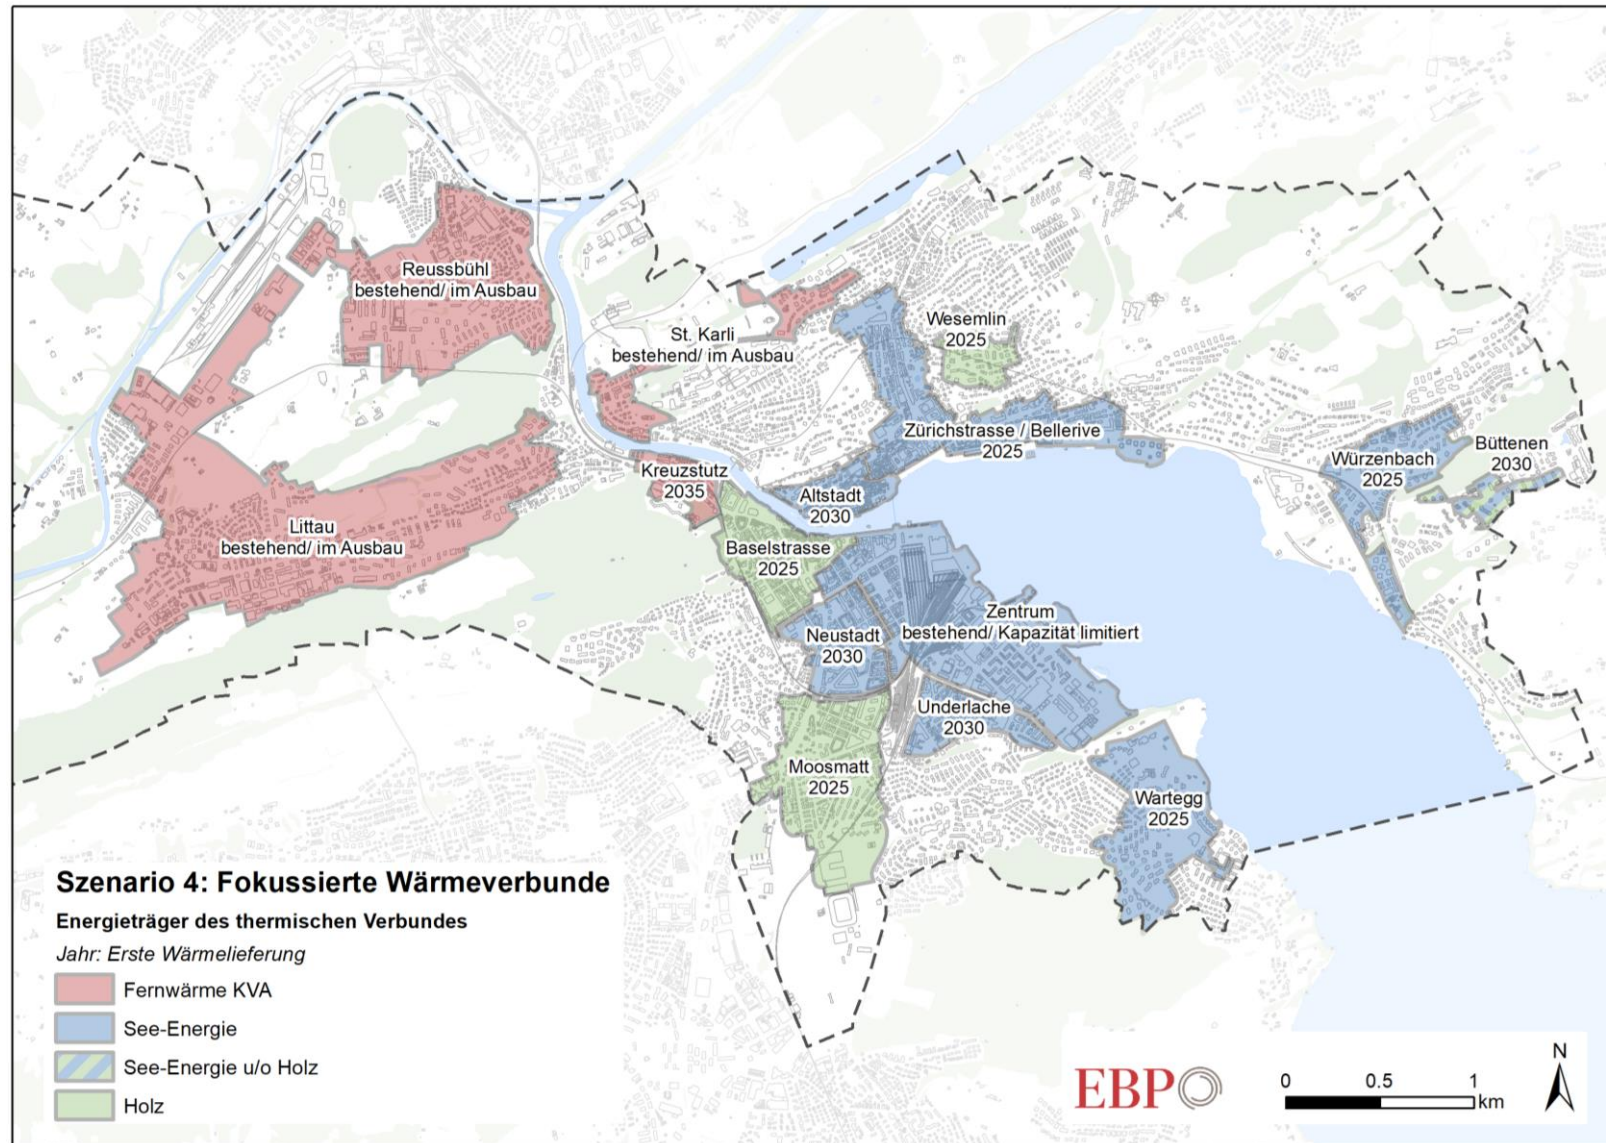 Reussbühl
bestehend/ im Ausbau
St. Karli
bestehend/ im Ausbau
Wesemlin
2025
Zürichstrasse / Bellerive
2025
Würzenbach
2025
Büttenen
2030
Kreuzstutz
2035
Altstadt
2030
Littau
bestehend/ im Ausbau
Baselstrasse
2025
Zentrum
bestehend/ Kapazität limitiert
Neustadt
2030
Underlache
2030
Moosmatt
2025
Wartegg
2025
Szenario 4: Fokussierte Wärmeverbunde
Energieträger des thermischen Verbundes
Jahr: Erste Wärmelieferung
Fernwärme KVA
See-Energie
See-Energie u/o Holz
Holz
EBP
0 0.5 1
km
N